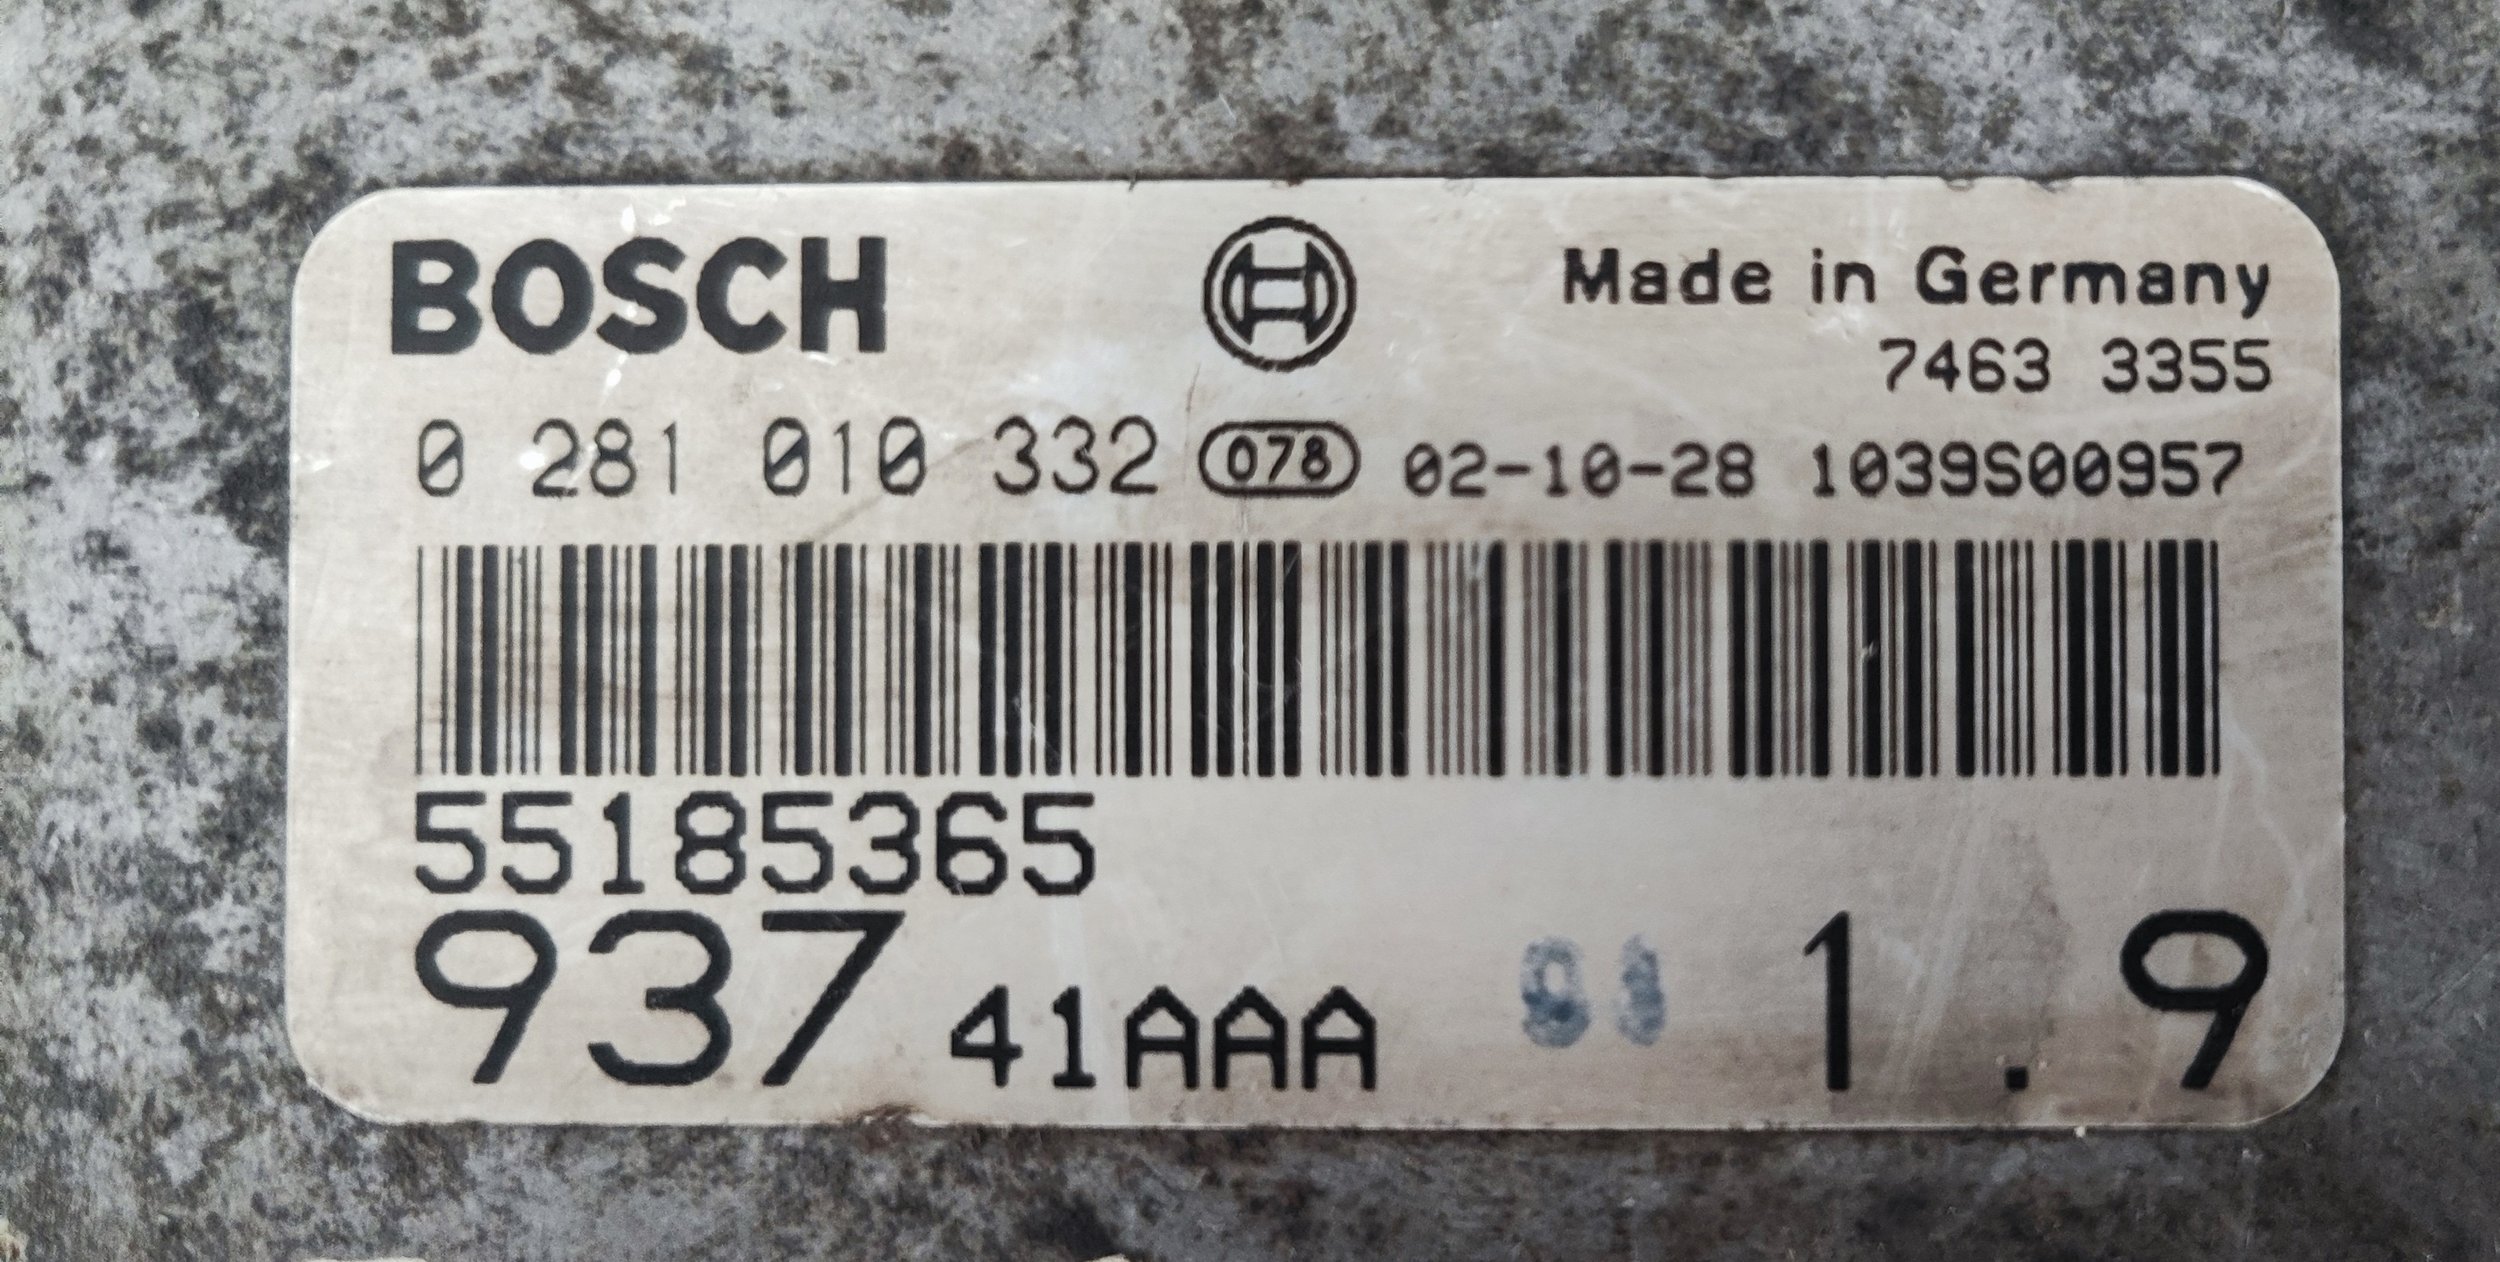 BOSCH Made in Germany
7463 3355
0 281 010 332 078 02-10-28 1039S00957
55185365
937 41AAA 1.9